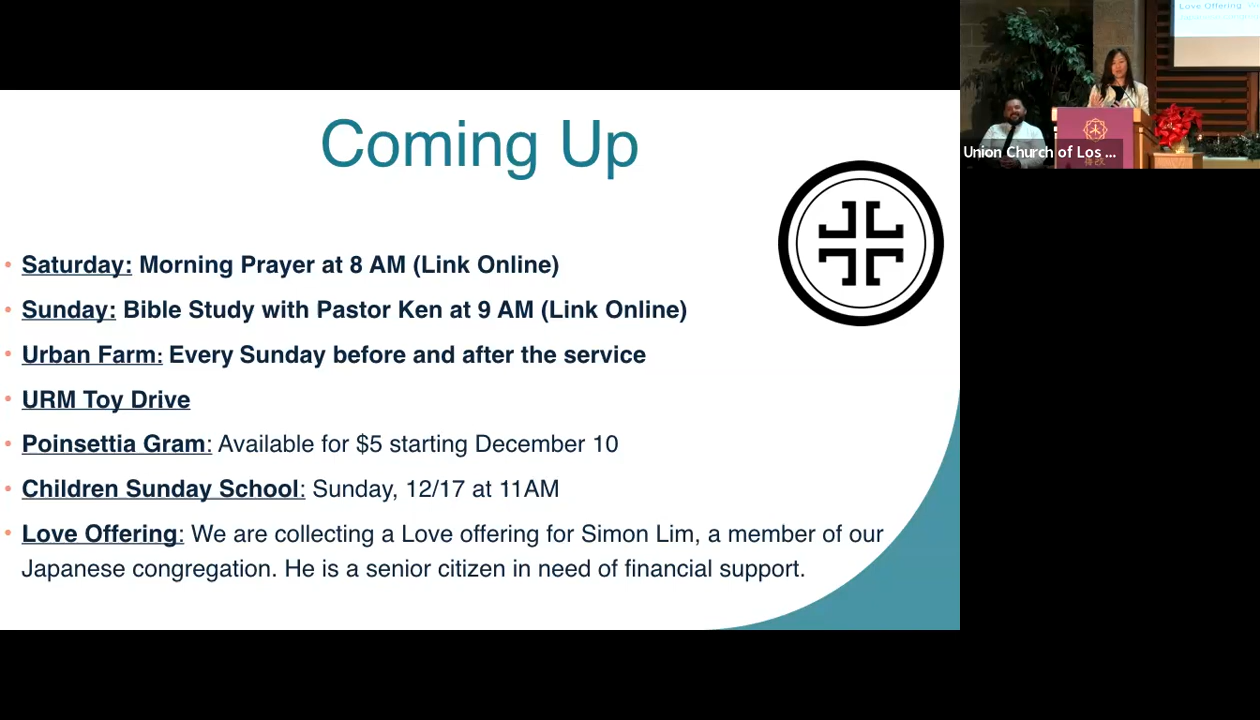 Coming Up
• Saturday: Morning Prayer at 8 AM (Link Online)
• Sunday: Bible Study with Pastor Ken at 9 AM (Link Online)
• Urban Farm: Every Sunday before and after the service
• URM Toy Drive
• Poinsettia Gram: Available for $5 starting December 10
• Children Sunday School: Sunday, 12/17 at 11AM
• Love Offering: We are collecting a Love offering for Simon Lim, a member of our
Japanese congregation. He is a senior citizen in need of financial support.
Love Offering: We
Union Church of Los ...